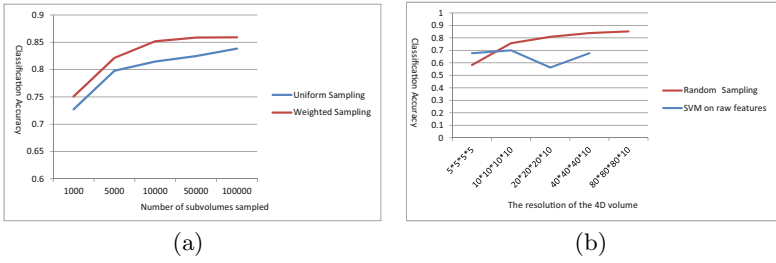 0.9
0.85
0.8
0.75
0.7
0.65
0.6
Classification Accuracy
1000 5000 10000 50000 100000
Number of subvolumes sampled
Uniform Sampling
Weighted Sampling
(a)
1
0.9
0.8
0.7
0.6
0.5
0.4
0.3
0.2
0.1
0
Classification Accuracy
5*5*5*5 10*10*10*10 20*20*20*10 40*40*40*10 80*80*80*10
The resolution of the 4D volume
Random Sampling
SVM on raw features
(b)